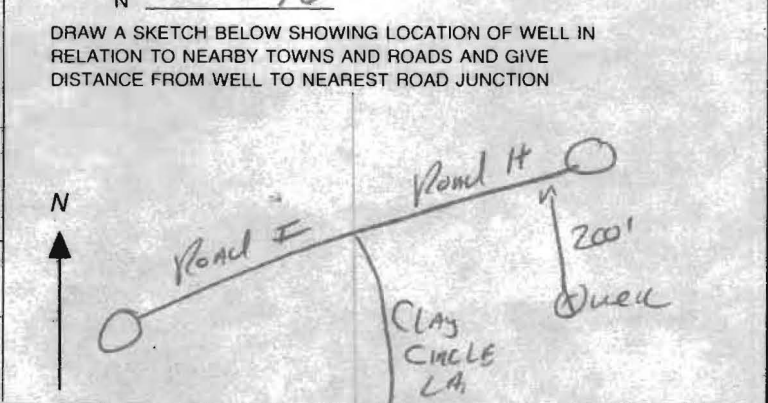 N
DRAW A SKETCH BELOW SHOWING LOCATION OF WELL IN
RELATION TO NEARBY TOWNS AND ROADS AND GIVE
DISTANCE FROM WELL TO NEAREST ROAD JUNCTION
Road H
N
Road I
200'
Well
CLAY
CIRCLE
LA,